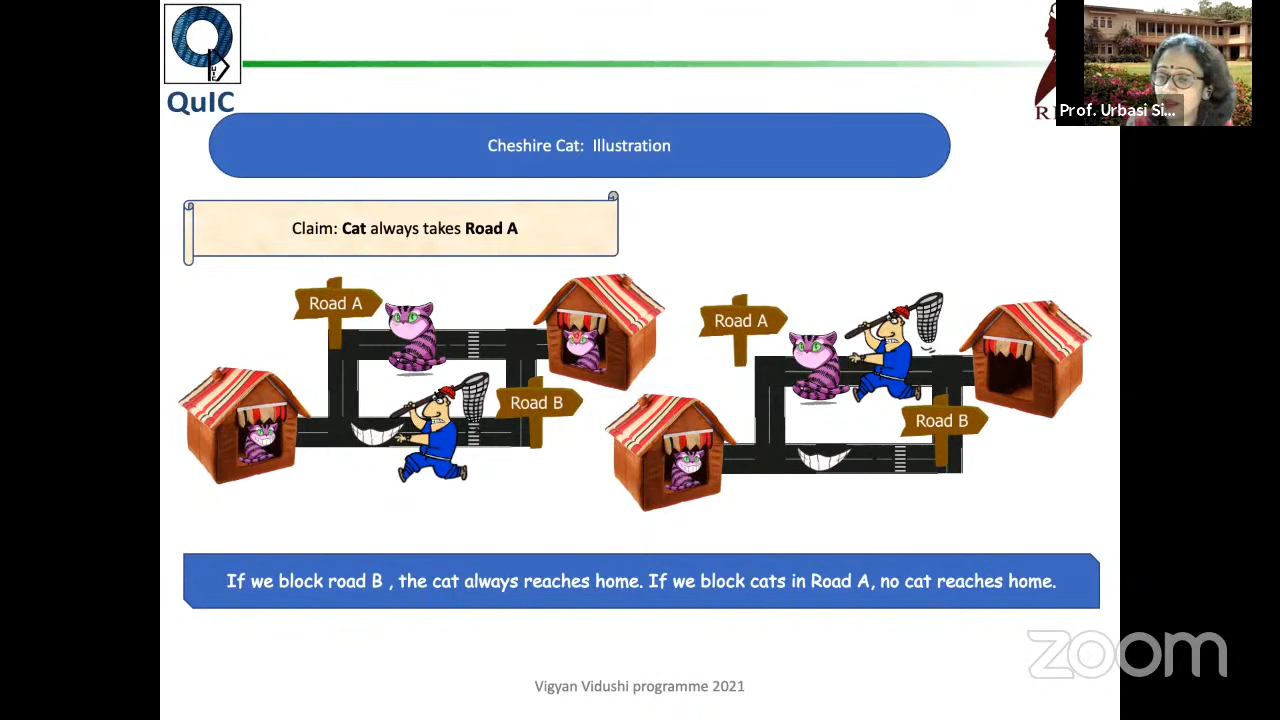 QuIC
R
Prof. Urbasi Si...
Cheshire Cat: Illustration
Claim: Cat always takes Road A
Road A
Road B
Road A
Road B
If we block road B , the cat always reaches home. If we block cats in Road A, no cat reaches home.
zoom
Vigyan Vidushi programme 2021